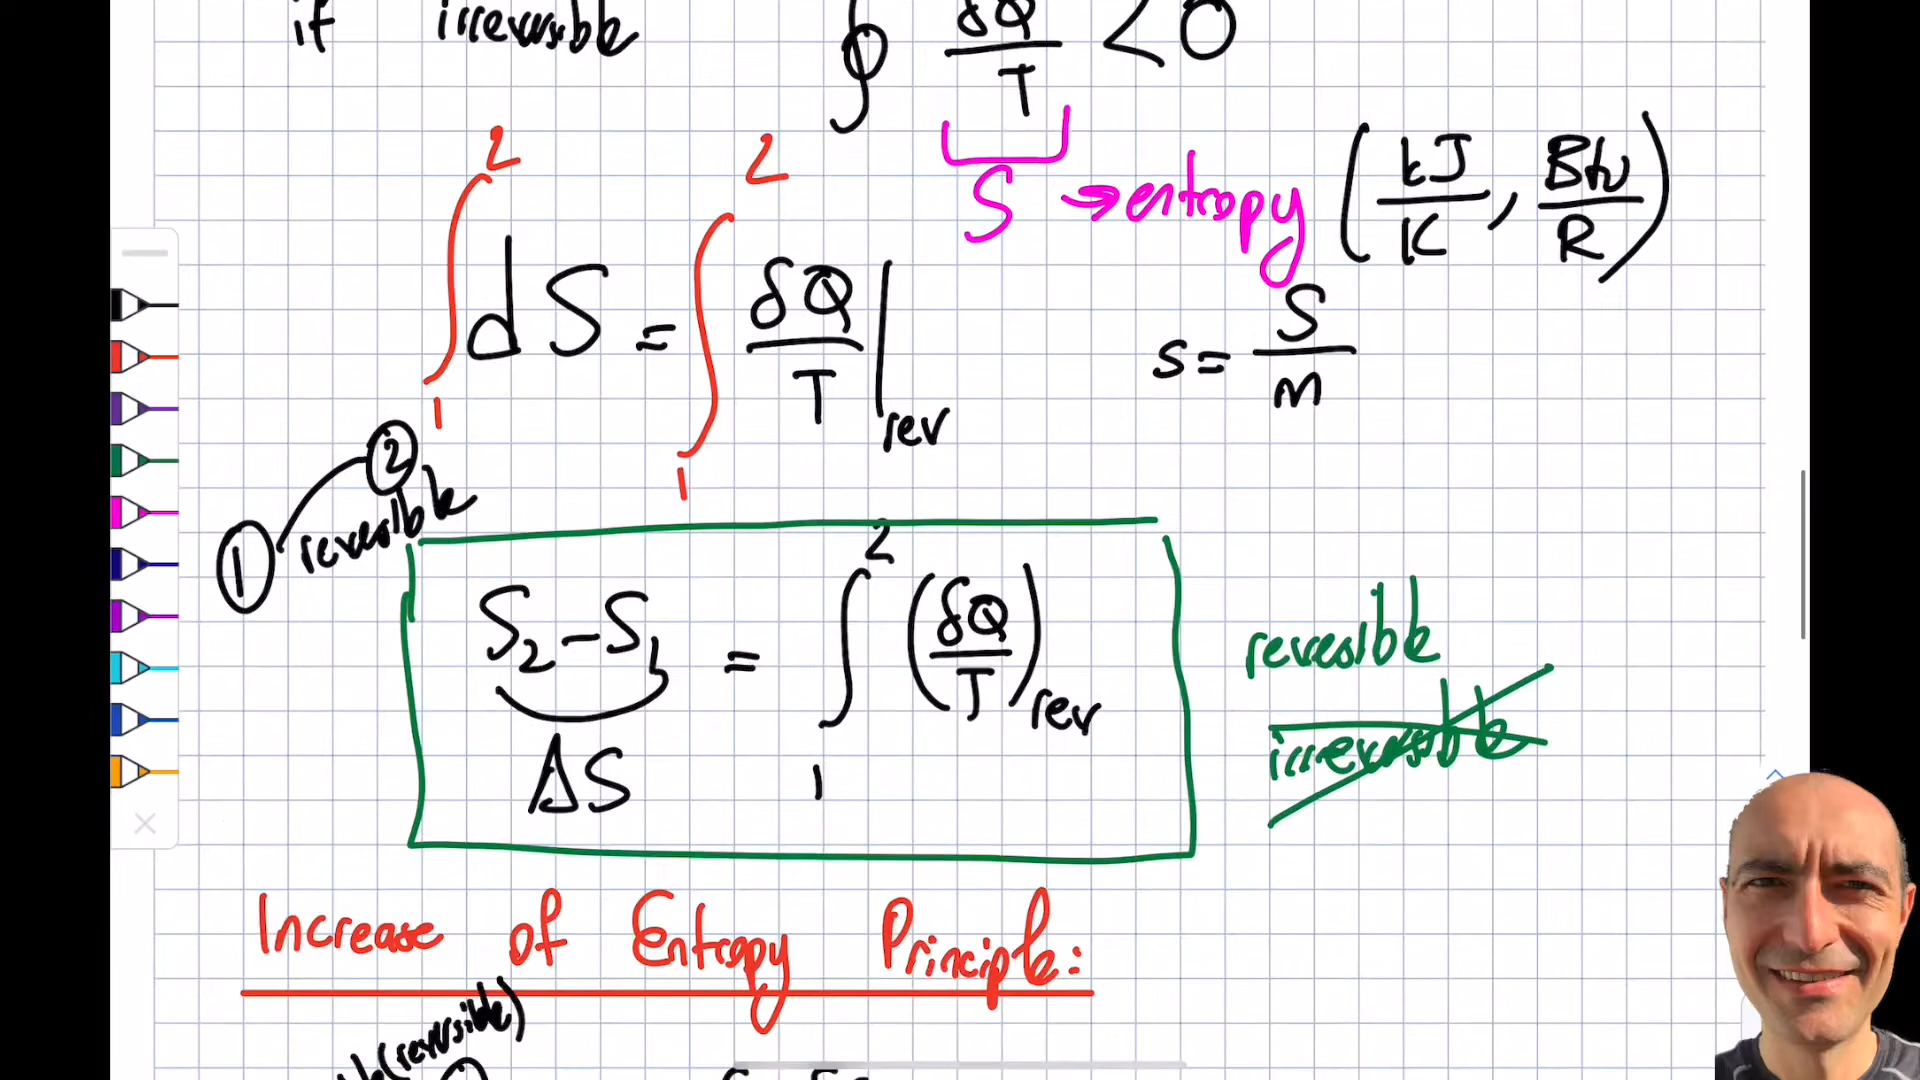 if irreversible ∮ δQ/T < 0
S → entropy (kJ/K, Btu/R)
∫₁² dS = ∫₁² δQ/T |rev
s = S/m
① reversible ②
S₂ - S₁ = ∫₁² (δQ/T)rev
ΔS
reversible
irreversible
Increase of Entropy Principle:
(reversible)